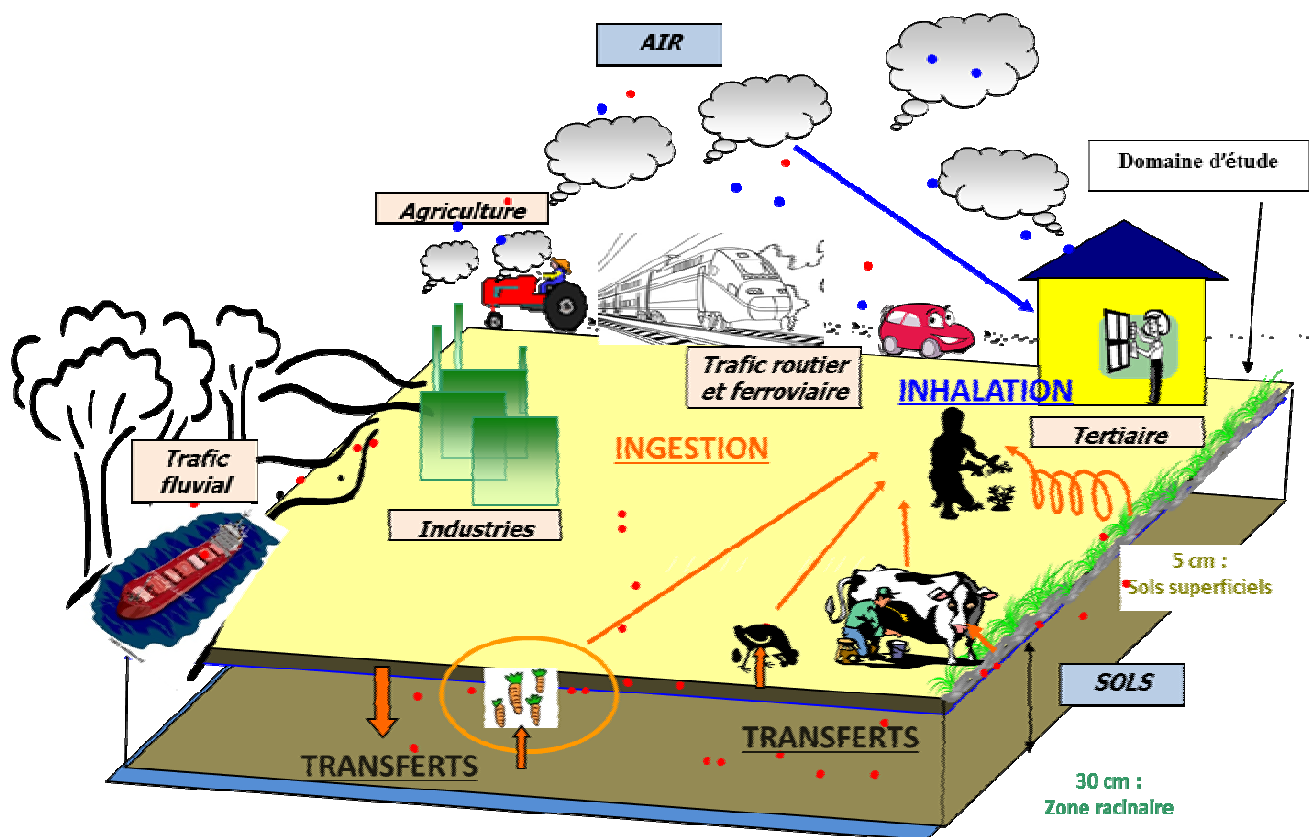 AIR
Domaine d'étude
Agriculture
Trafic routier
et ferroviaire
INHALATION
Tertiaire
INGESTION
Trafic
fluvial
Industries
5 cm :
Sols superficiels
SOLS
TRANSFERTS
TRANSFERTS
30 cm :
Zone racinaire